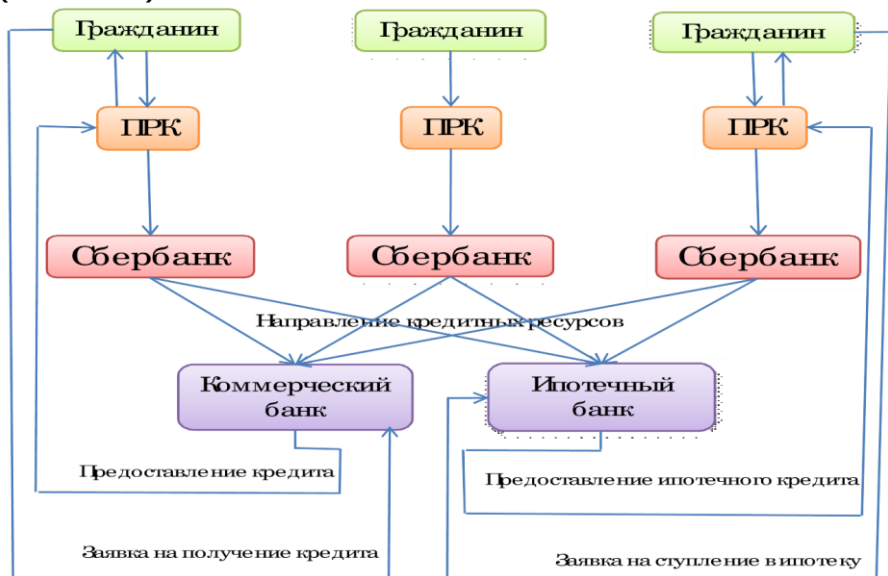 Гражданин
Гражданин
Гражданин
ПРК
ПРК
ПРК
Сбербанк
Сбербанк
Сбербанк
Направление кредитных ресурсов
Коммерческий
банк
Ипотечный
банк
Предоставление кредита
Предоставление ипотечного кредита
Заявка на получение кредита
Заявка на ступление в ипотеку